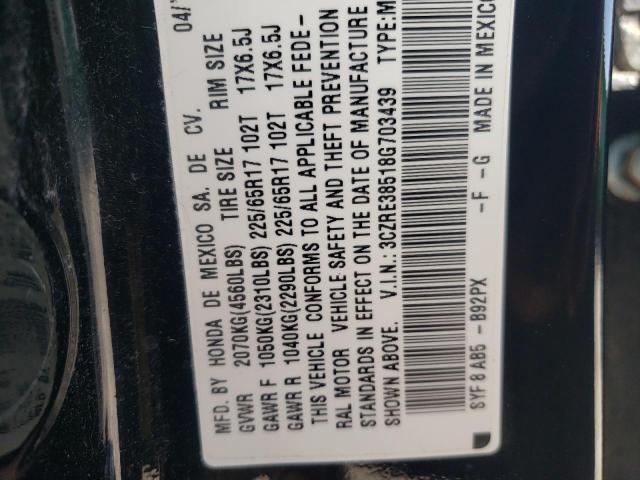 MFD. BY HONDA DE MEXICO SA. DE CV. 04/
GVWR 2070KG(4560LBS) TIRE SIZE RIM SIZE
GAWR F 1050KG(2310LBS) 225/65R17 102T 17X6.5J
GAWR R 1040KG(2290LBS) 225/65R17 102T 17X6.5J
THIS VEHICLE CONFORMS TO ALL APPLICABLE FEDE-
RAL MOTOR VEHICLE SAFETY AND THEFT PREVENTION
STANDARDS IN EFFECT ON THE DATE OF MANUFACTURE
SHOWN ABOVE. V.I.N.: 3CZRE38518G703439 TYPE:M
SYF8AB5 -B92PX -F -G MADE IN MEXICO